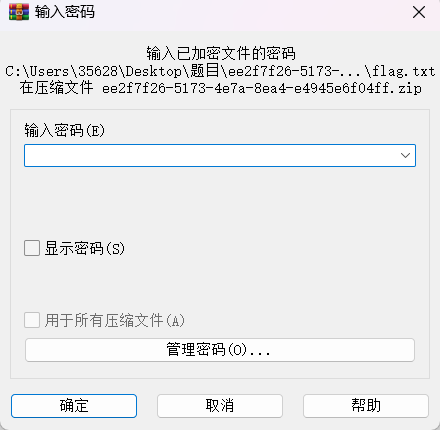 输入密码
输入已加密文件的密码
C:\Users\35628\Desktop\题目\ee2f7f26-5173-...\flag.txt
在压缩文件 ee2f7f26-5173-4e7a-8ea4-e4945e6f04ff.zip
输入密码(E)
显示密码(S)
用于所有压缩文件(A)
管理密码(O)...
确定
取消
帮助